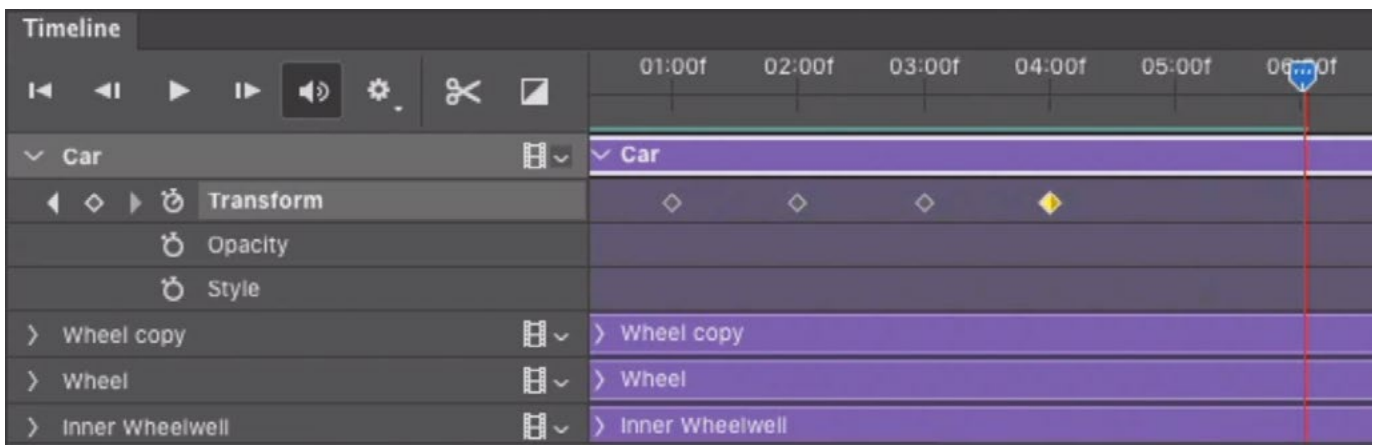 Timeline
01:00f 02:00f 03:00f 04:00f 05:00f
Car Car
Transform
Opacity
Style
Wheel copy Wheel copy
Wheel Wheel
Inner Wheelwell Inner Wheelwell